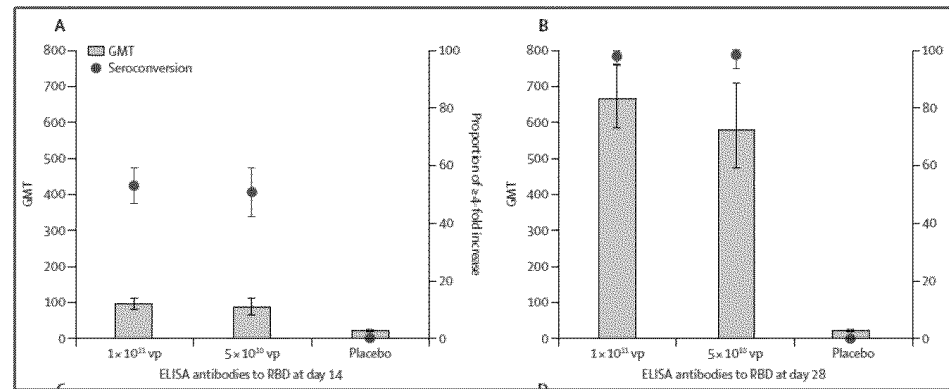 A
GMT
Seroconversion
800
700
600
500
400
300
200
100
0
GMT
100
80
60
40
20
0
Proportion of ≥4-fold increase
1×10¹¹ vp
5×10¹⁰ vp
Placebo
ELISA antibodies to RBD at day 14
B
800
700
600
500
400
300
200
100
0
GMT
100
80
60
40
20
0
1×10¹¹ vp
5×10¹⁰ vp
Placebo
ELISA antibodies to RBD at day 28